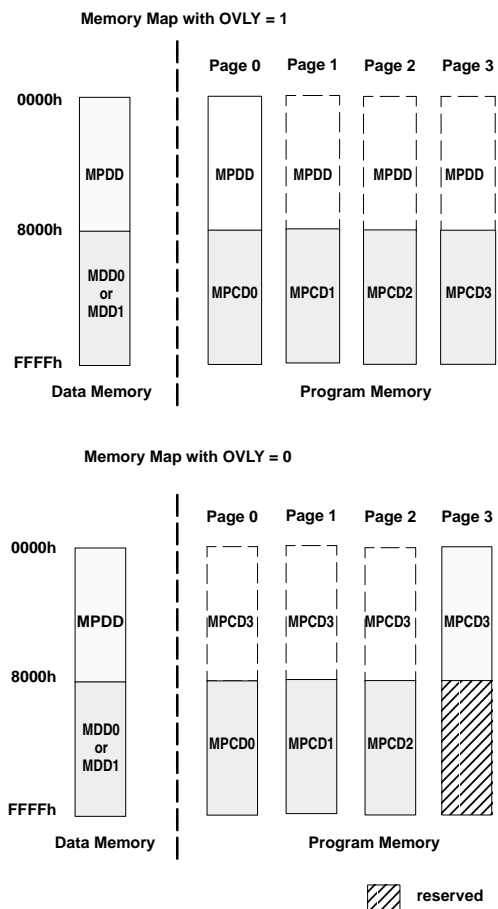 Memory Map with OVLY = 1
Page 0 Page 1 Page 2 Page 3
0000h
MPDD MPDD MPDD MPDD MPDD
8000h
MDD0
or
MDD1
MPCD0 MPCD1 MPCD2 MPCD3
FFFFh
Data Memory Program Memory
Memory Map with OVLY = 0
Page 0 Page 1 Page 2 Page 3
0000h
MPDD MPCD3 MPCD3 MPCD3 MPCD3
8000h
MDD0
or
MDD1
MPCD0 MPCD1 MPCD2
FFFFh
Data Memory Program Memory
reserved